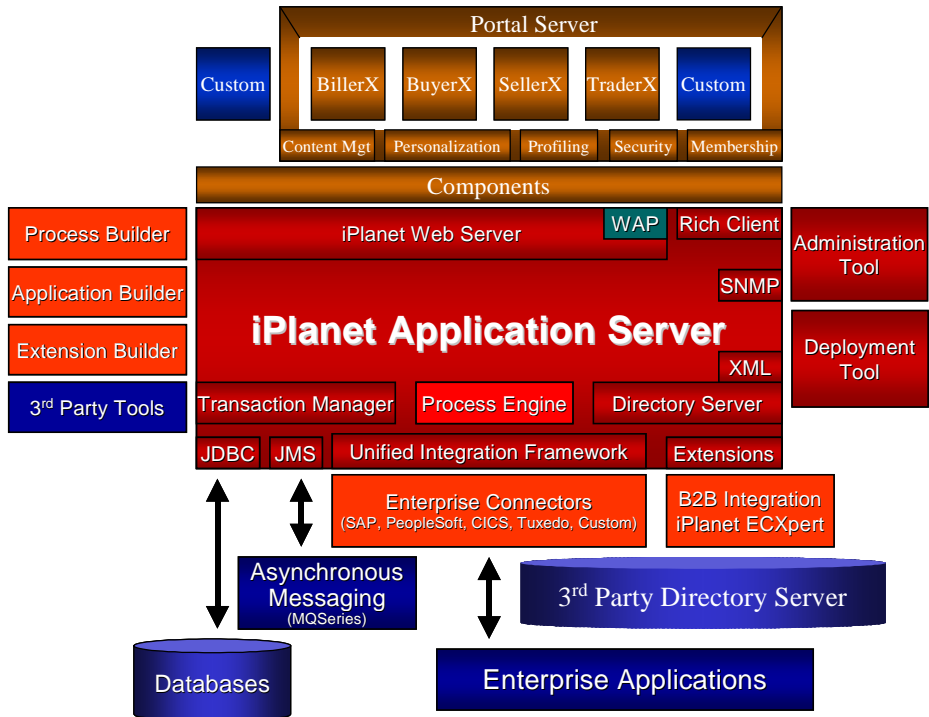 Portal Server
Custom
BillerX
BuyerX
SellerX
TraderX
Custom
Content Mgt
Personalization
Profiling
Security
Membership
Components
Process Builder
Application Builder
Extension Builder
3rd Party Tools
iPlanet Web Server
WAP
Rich Client
SNMP
iPlanet Application Server
XML
Transaction Manager
Process Engine
Directory Server
JDBC
JMS
Unified Integration Framework
Extensions
Administration
Tool
Deployment
Tool
Enterprise Connectors
(SAP, PeopleSoft, CICS, Tuxedo, Custom)
B2B Integration
iPlanet ECXpert
Asynchronous
Messaging
(MQSeries)
3rd Party Directory Server
Databases
Enterprise Applications